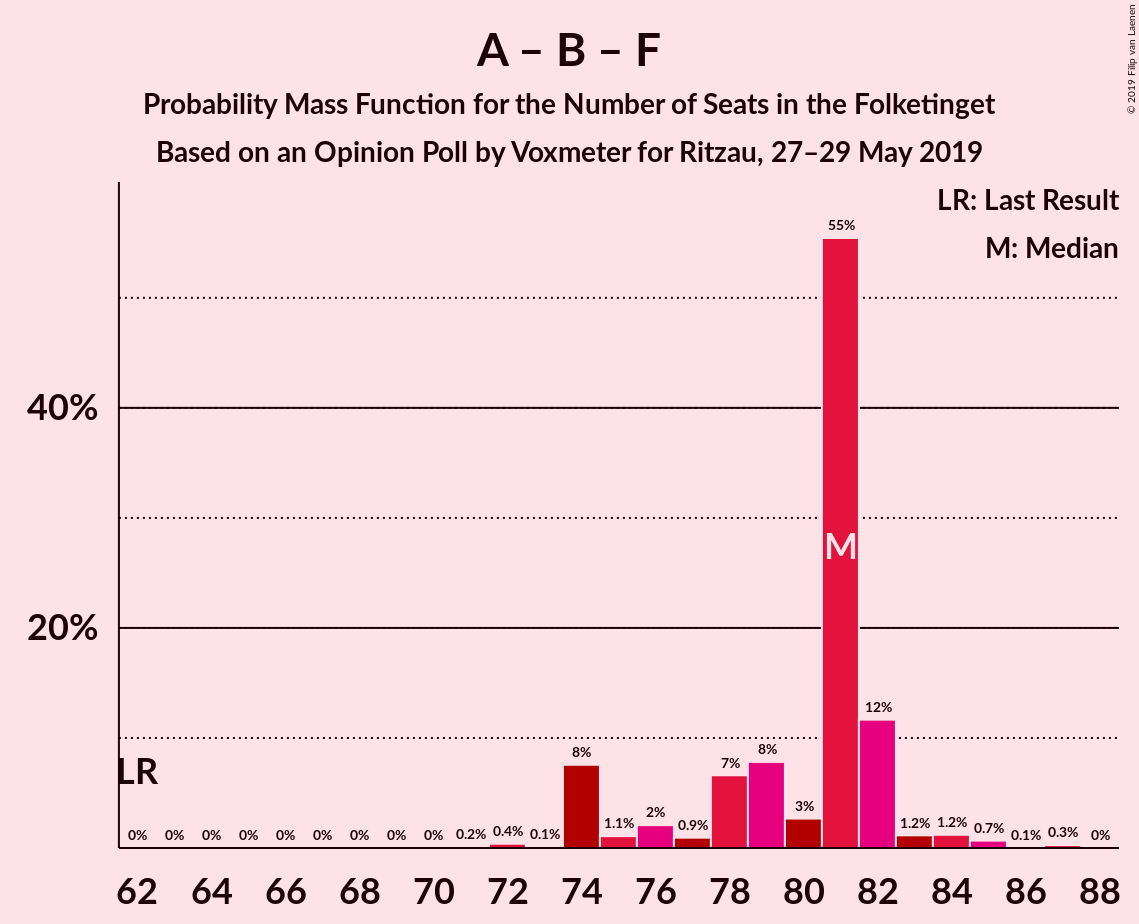 A – B – F
Probability Mass Function for the Number of Seats in the Folketinget
Based on an Opinion Poll by Voxmeter for Ritzau, 27–29 May 2019
© 2019 Filip van Laenen
LR: Last Result
M: Median
40%
20%
LR
M
0% 0% 0% 0% 0% 0% 0% 0% 0% 0.2% 0.4% 0.1% 8% 1.1% 2% 0.9% 7% 8% 3% 55% 12% 1.2% 1.2% 0.7% 0.1% 0.3% 0%
62 64 66 68 70 72 74 76 78 80 82 84 86 88